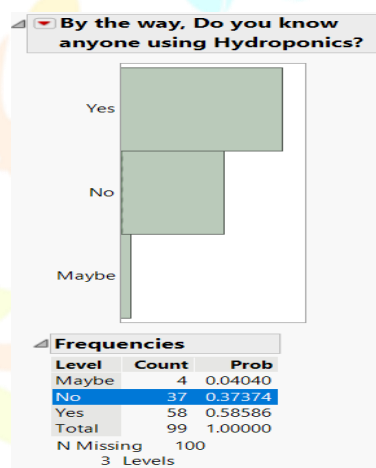 By the way, Do you know
anyone using Hydroponics?
Yes
No
Maybe
Frequencies
Level Count Prob
Maybe 4 0.04040
No 37 0.37374
Yes 58 0.58586
Total 99 1.00000
N Missing 100
3 Levels